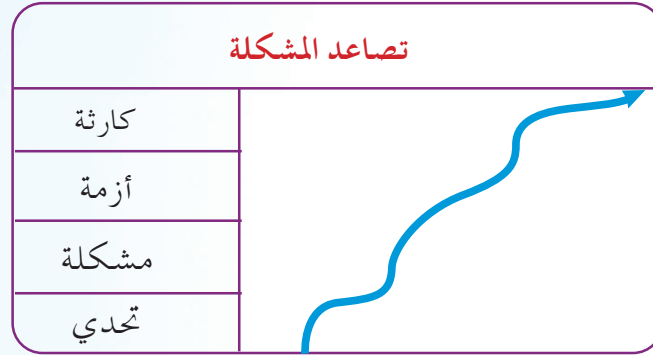 تصاعد المشكلة
كارثة
أزمة
مشكلة
تحدي